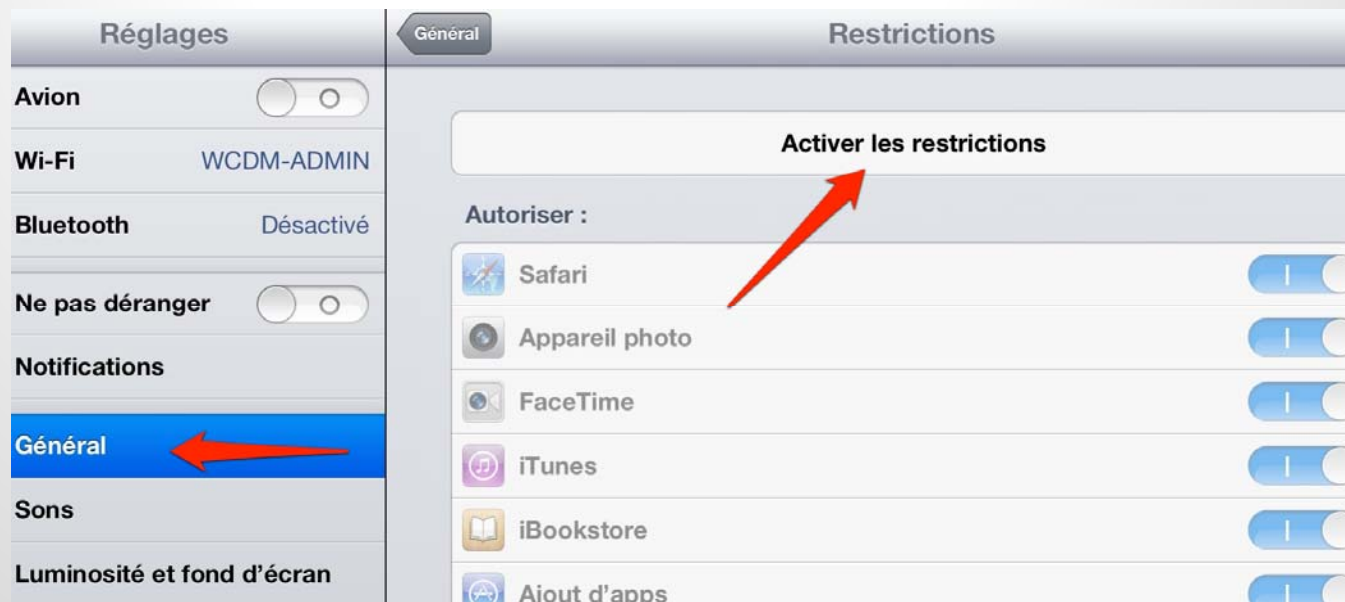 Réglages
Avion
Wi-Fi WCDM-ADMIN
Bluetooth Désactivé
Ne pas déranger
Notifications
Général
Sons
Luminosité et fond d'écran
Général Restrictions
Activer les restrictions
Autoriser :
Safari
Appareil photo
FaceTime
iTunes
iBookstore
Ajout d'apps